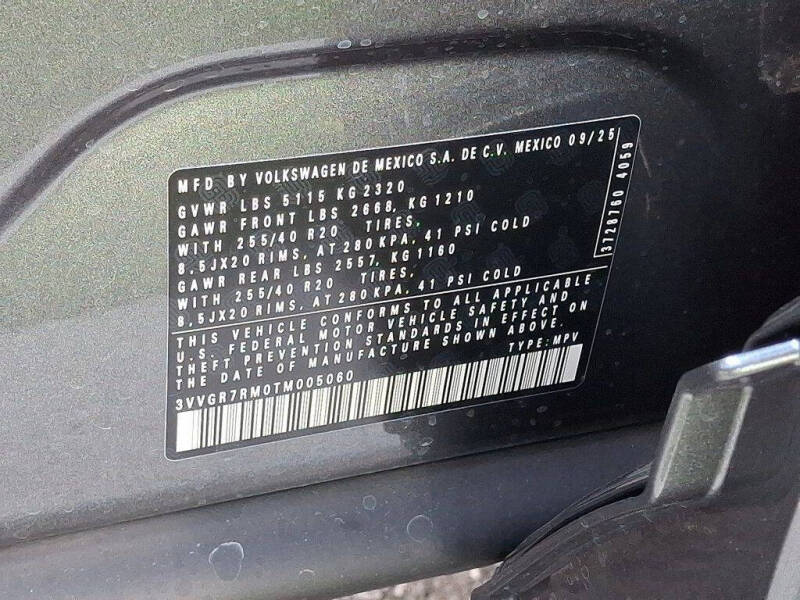 MFD. BY VOLKSWAGEN DE MEXICO S.A. DE C.V. MEXICO 09/25
GVWR LBS 5115 KG 2320
GAWR FRONT LBS 2668, KG 1210
WITH 255/40 R20 TIRES,
8,5JX20 RIMS, AT 280 KPA, 41 PSI COLD
GAWR REAR LBS 2557, KG 1160
WITH 255/40 R20 TIRES,
8,5JX20 RIMS, AT 280 KPA, 41 PSI COLD
THIS VEHICLE CONFORMS TO ALL APPLICABLE
U.S. FEDERAL MOTOR VEHICLE SAFETY AND
THEFT PREVENTION STANDARDS IN EFFECT ON
THE DATE OF MANUFACTURE SHOWN ABOVE.
3VVGR7RM0TM005060 TYPE: MPV
3728760 4059